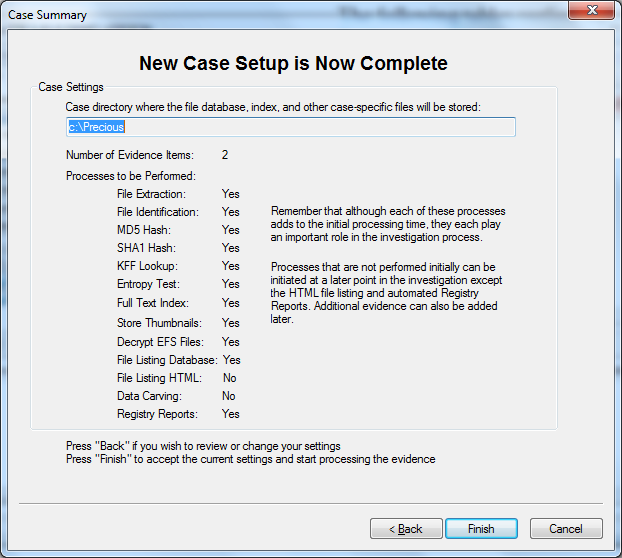 Case Summary
New Case Setup is Now Complete
Case Settings
Case directory where the file database, index, and other case-specific files will be stored:
c:\Precious
Number of Evidence Items: 2
Processes to be Performed:
File Extraction: Yes
File Identification: Yes
MD5 Hash: Yes
SHA1 Hash: Yes
KFF Lookup: Yes
Entropy Test: Yes
Full Text Index: Yes
Store Thumbnails: Yes
Decrypt EFS Files: Yes
File Listing Database: Yes
File Listing HTML: No
Data Carving: No
Registry Reports: Yes
Remember that although each of these processes
adds to the initial processing time, they each play
an important role in the investigation process.
Processes that are not performed initially can be
initiated at a later point in the investigation except
the HTML file listing and automated Registry
Reports. Additional evidence can also be added
later.
Press "Back" if you wish to review or change your settings
Press "Finish" to accept the current settings and start processing the evidence
< Back
Finish
Cancel